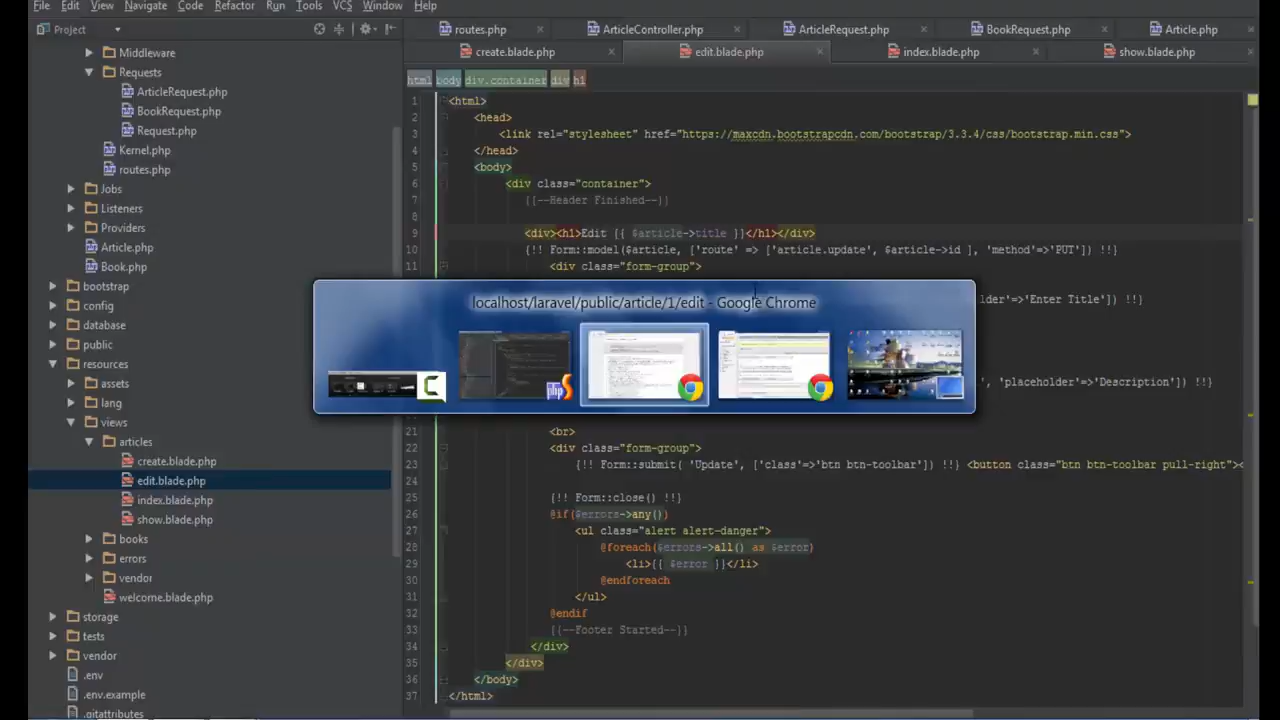 File Edit View Navigate Code Refactor Run Tools VCS Window Help
Project
routes.php ArticleController.php ArticleRequest.php BookRequest.php Article.php
create.blade.php edit.blade.php index.blade.php show.blade.php
html body div.container div h1
Middleware
Requests
ArticleRequest.php
BookRequest.php
Request.php
Kernel.php
routes.php
Jobs
Listeners
Providers
Article.php
Book.php
bootstrap
config
database
public
resources
assets
lang
views
articles
create.blade.php
edit.blade.php
index.blade.php
show.blade.php
books
errors
vendor
welcome.blade.php
storage
tests
vendor
.env
.env.example
.gitattributes
1 <html>
2 <head>
3 <link rel="stylesheet" href="https://maxcdn.bootstrapcdn.com/bootstrap/3.3.4/css/bootstrap.min.css">
4 </head>
5 <body>
6 <div class="container">
7 {{--Header Finished--}}
8
9 <div><h1>Edit {{ $article->title }}</h1></div>
10 {!! Form::model($article, ['route' => ['article.update', $article->id ], 'method'=>'PUT']) !!}
11 <div class="form-group">
localhost/laravel/public/article/1/edit - Google Chrome
lder'=>'Enter Title']) !!}
', 'placeholder'=>'Description']) !!}
21 <br>
22 <div class="form-group">
23 {!! Form::submit( 'Update', ['class'=>'btn btn-toolbar']) !!} <button class="btn btn-toolbar pull-right"><
24
25 {!! Form::close() !!}
26 @if($errors->any())
27 <ul class="alert alert-danger">
28 @foreach($errors->all() as $error)
29 <li>{{ $error }}</li>
30 @endforeach
31 </ul>
32 @endif
33 {{--Footer Started--}}
34 </div>
35 </div>
36 </body>
37 </html>